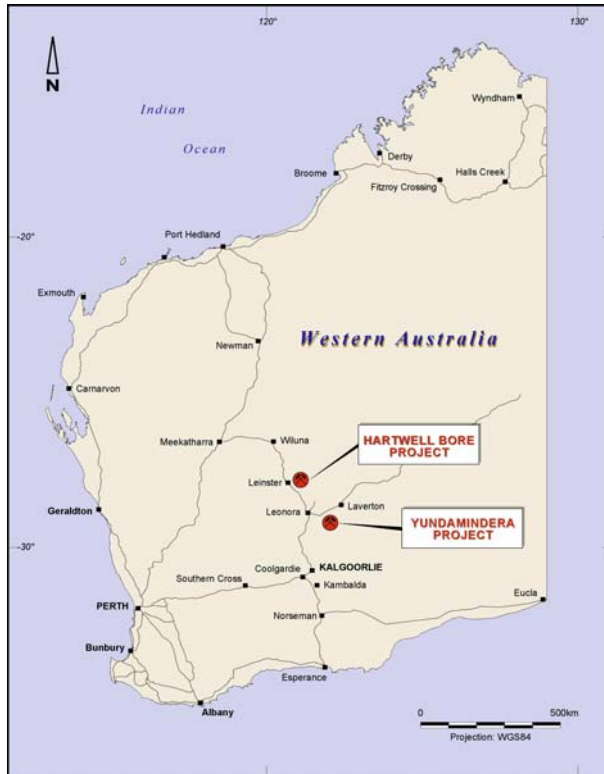 120°
130°
N
Indian
Ocean
Wyndham
Derby
Broome
Fitzroy Crossing
Halls Creek
-20°
-20°
Port Hedland
Exmouth
Newman
Western Australia
Carnarvon
Meekatharra
Wiluna
HARTWELL BORE
PROJECT
Leinster
Geraldton
Leonora
Laverton
YUNDAMINDERA
PROJECT
-30°
-30°
Coolgardie
KALGOORLIE
Southern Cross
Kambalda
PERTH
Eucla
Norseman
Bunbury
Esperance
Albany
0
500km
Projection: WGS84